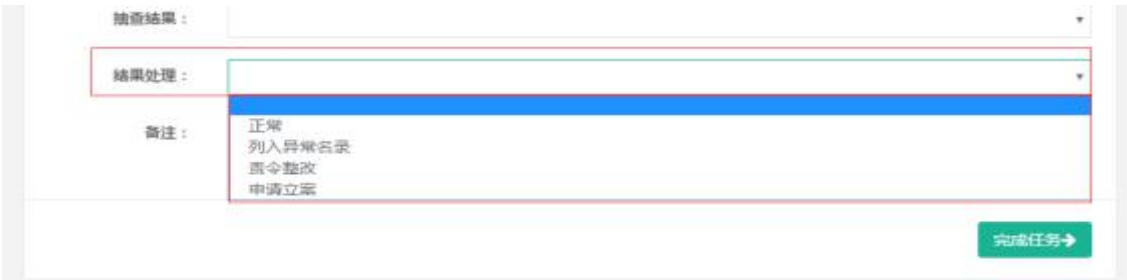 抽查结果：
结果处理：
备注：
正常
列入异常名录
责令整改
申请立案
完成任务